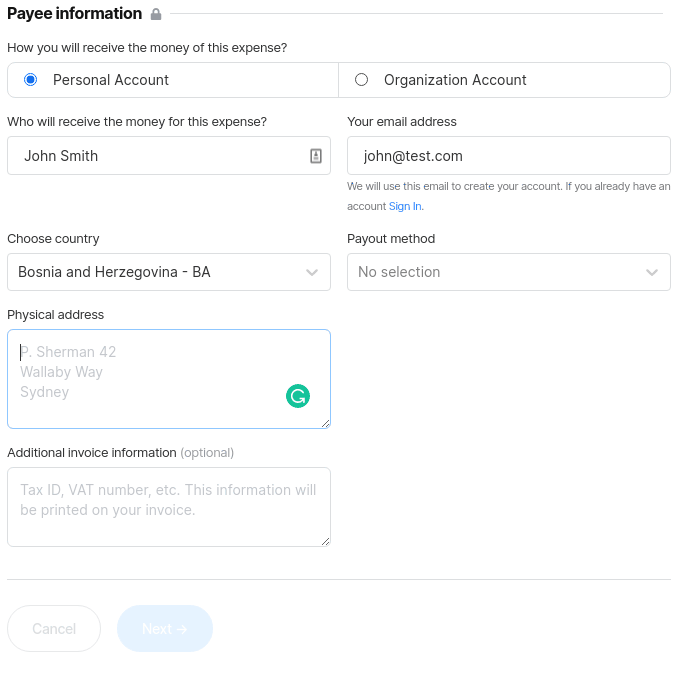 Payee information
How you will receive the money of this expense?
Personal Account
Organization Account
Who will receive the money for this expense?
Your email address
John Smith
john@test.com
We will use this email to create your account. If you already have an
account Sign In.
Choose country
Payout method
Bosnia and Herzegovina - BA
No selection
Physical address
P. Sherman 42
Wallaby Way
Sydney
Additional invoice information (optional)
Tax ID, VAT number, etc. This information will
be printed on your invoice.
Cancel
Next →